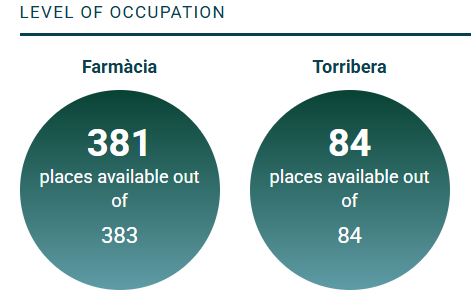 LEVEL OF OCCUPATION
Farmàcia
381
places available out
of
383
Torribera
84
places available out
of
84